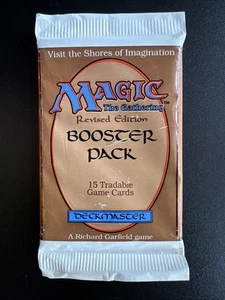 Visit the Shores of Imagination
MAGIC
The Gathering™
Revised Edition
BOOSTER
PACK
15 Tradable
Game Cards
DECKMASTER
A Richard Garfield game